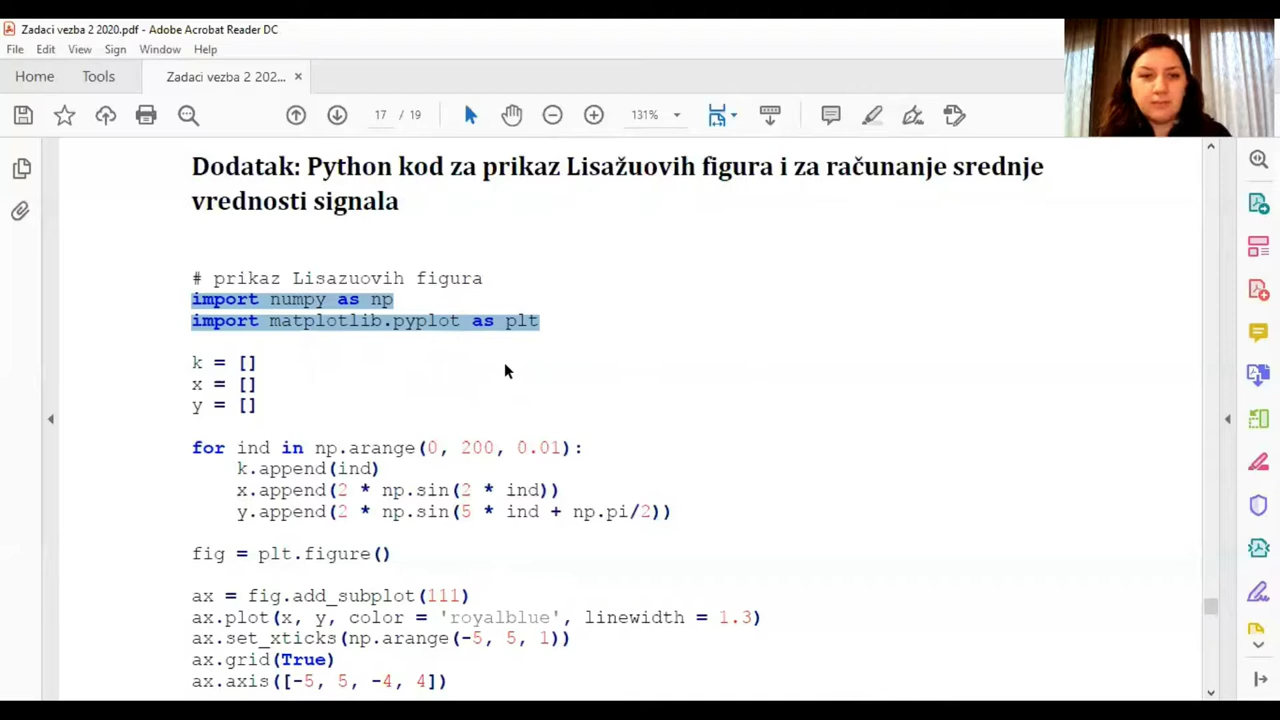 Zadaci vezba 2 2020.pdf - Adobe Acrobat Reader DC
File Edit View Sign Window Help
Home Tools Zadaci vezba 2 202... ×
17 / 19 131%
Dodatak: Python kod za prikaz Lisažuovih figura i za računanje srednje
vrednosti signala
# prikaz Lisazuovih figura
import numpy as np
import matplotlib.pyplot as plt
k = []
x = []
y = []
for ind in np.arange(0, 200, 0.01):
    k.append(ind)
    x.append(2 * np.sin(2 * ind))
    y.append(2 * np.sin(5 * ind + np.pi/2))
fig = plt.figure()
ax = fig.add_subplot(111)
ax.plot(x, y, color = 'royalblue', linewidth = 1.3)
ax.set_xticks(np.arange(-5, 5, 1))
ax.grid(True)
ax.axis([-5, 5, -4, 4])